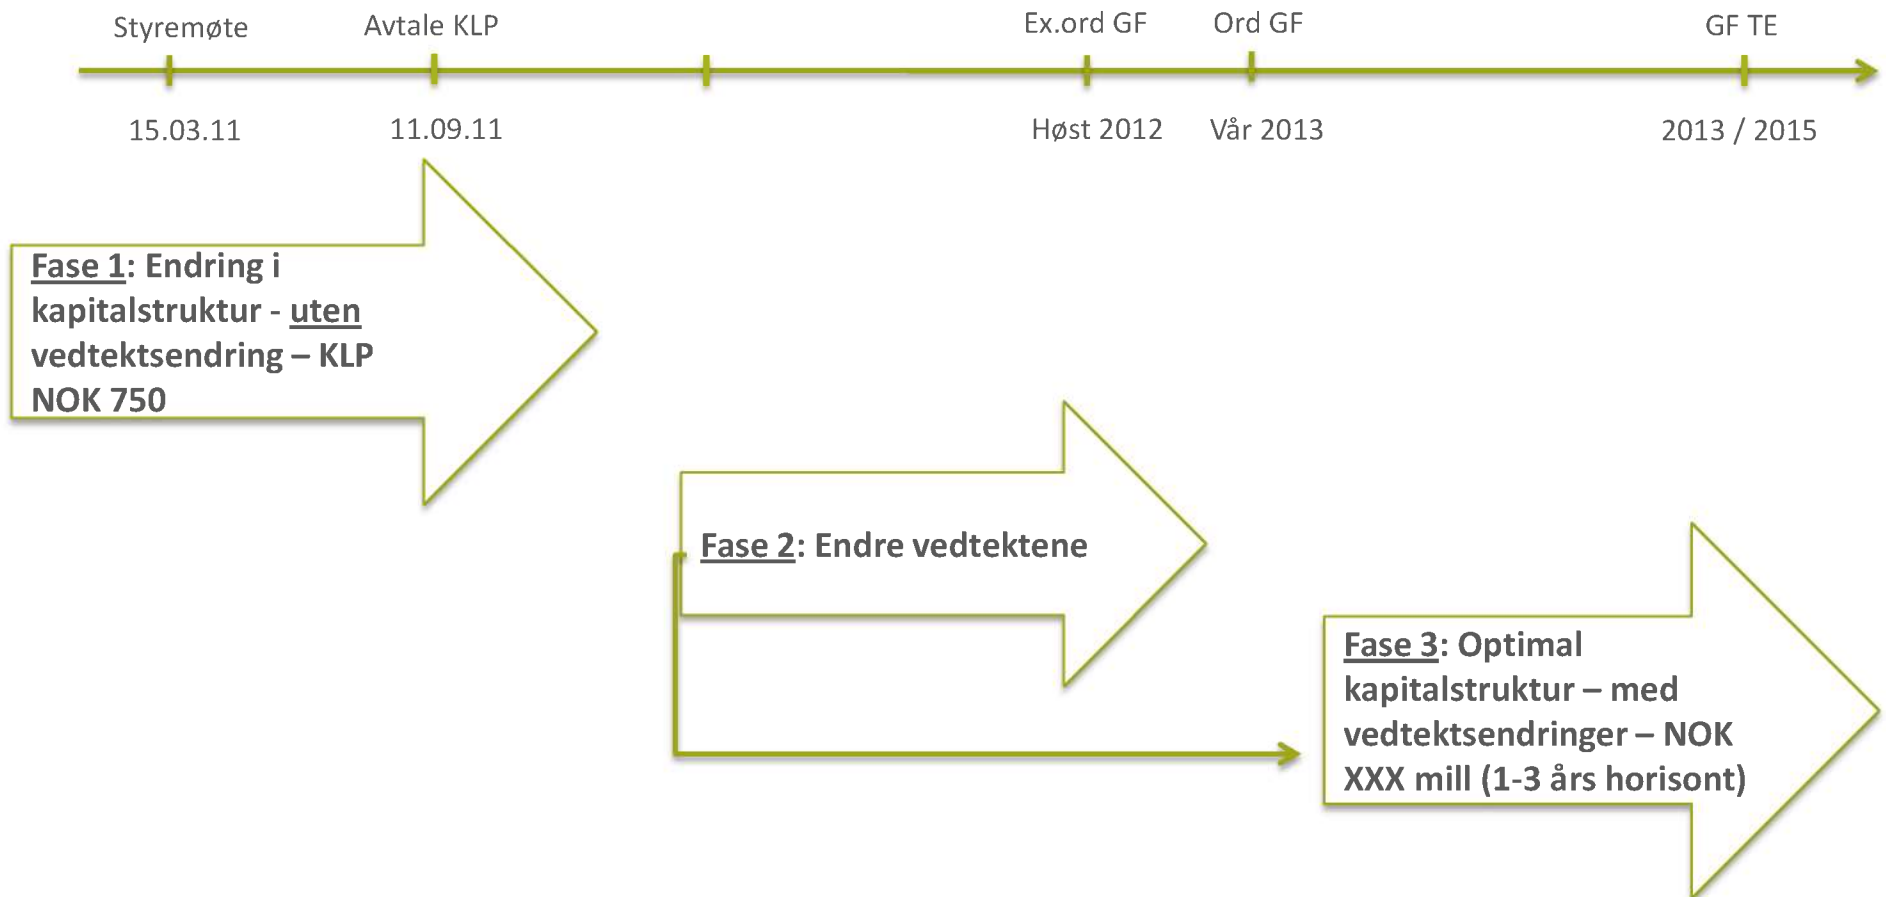 Styremøte
Avtale KLP
Ex.ord GF
Ord GF
GF TE
15.03.11
11.09.11
Høst 2012
Vår 2013
2013 / 2015
Fase 1: Endring i
kapitalstruktur - uten
vedtektsendring – KLP
NOK 750
Fase 2: Endre vedtektene
Fase 3: Optimal
kapitalstruktur – med
vedtektsendringer – NOK
XXX mill (1-3 års horisont)